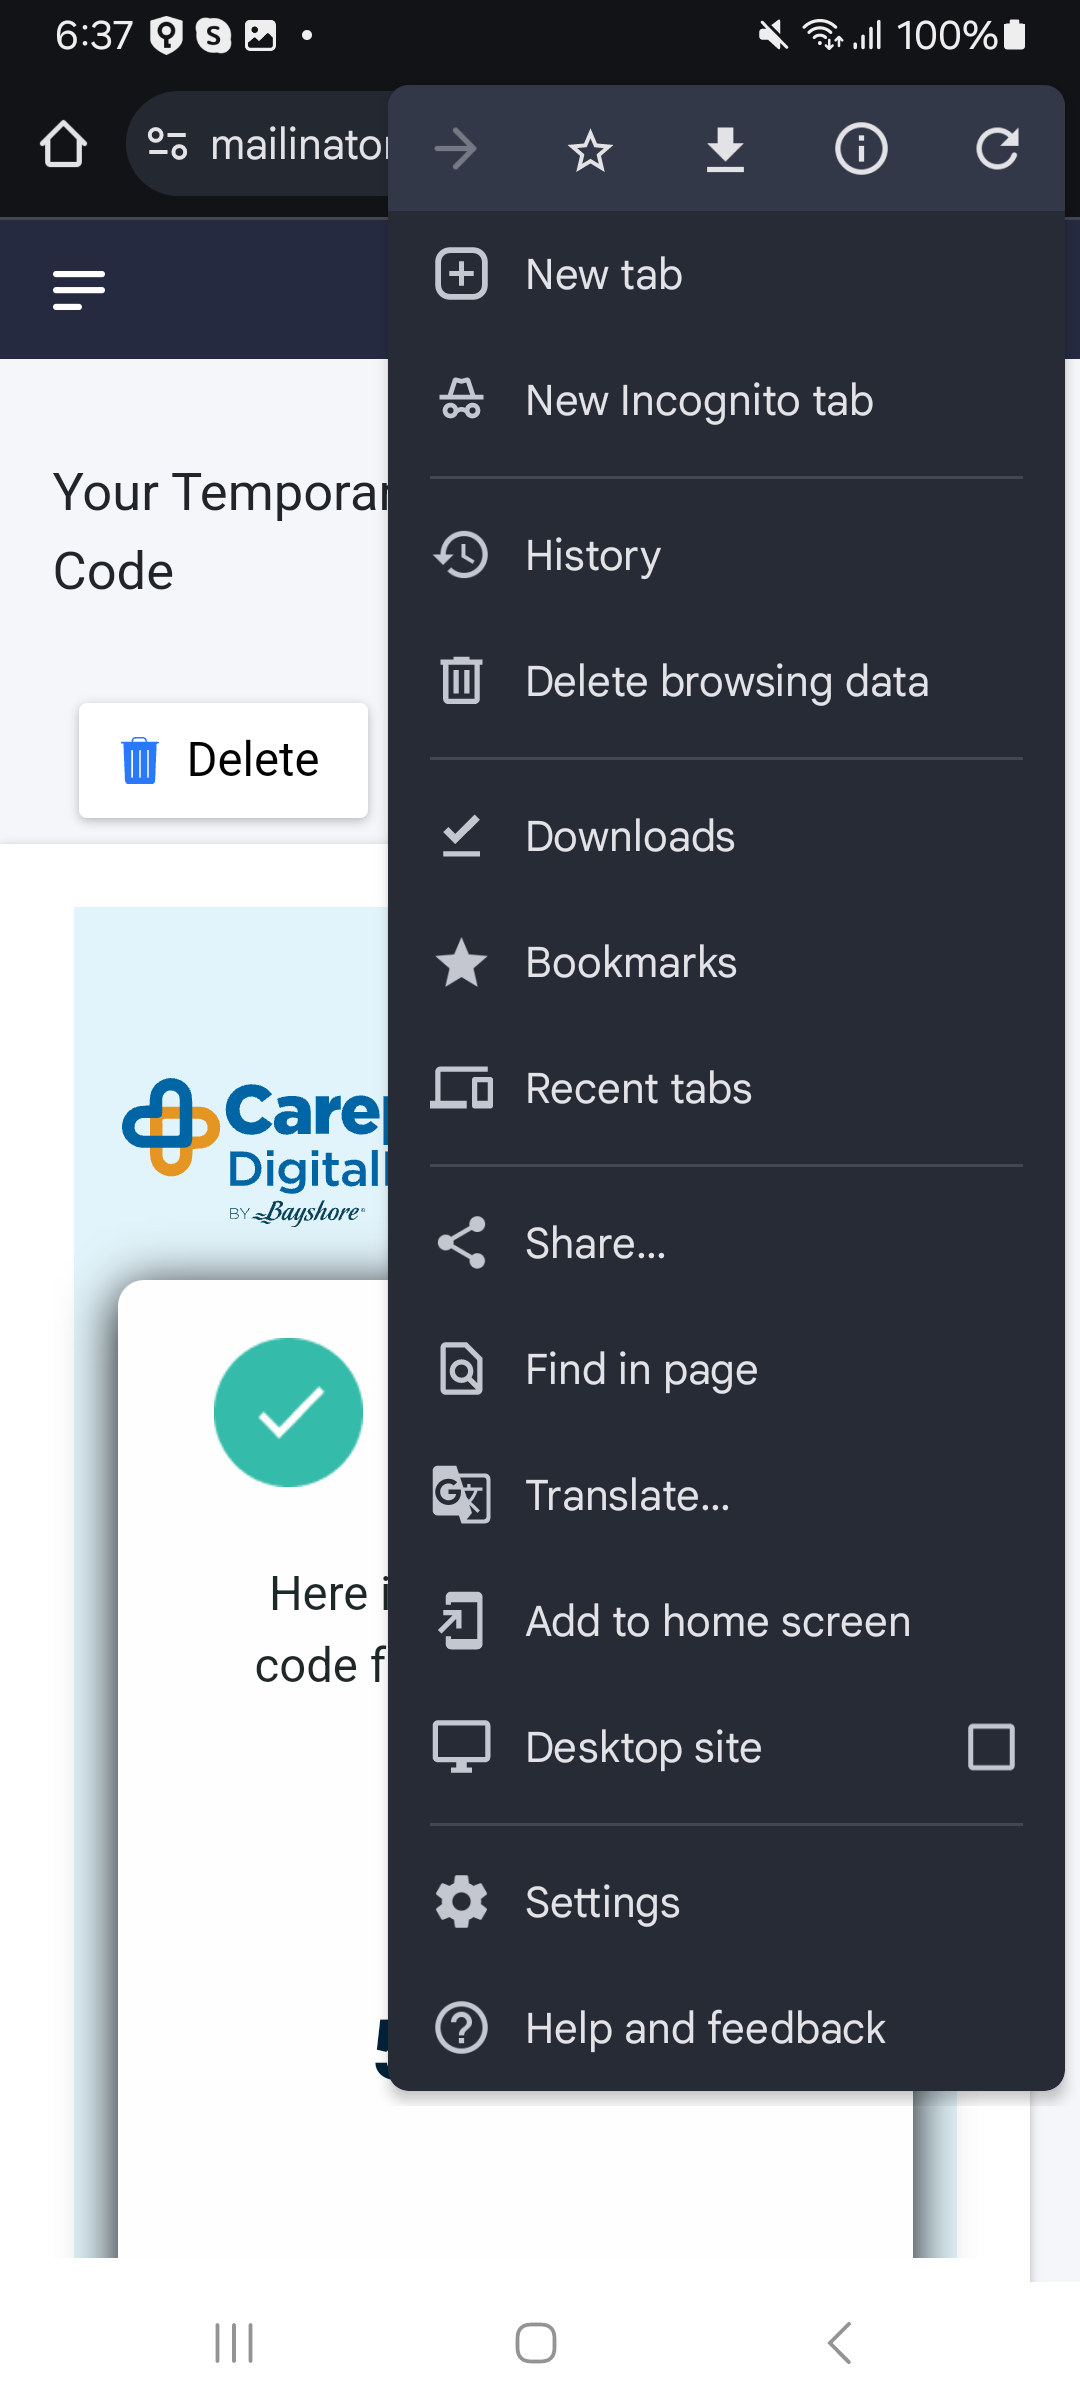 6:37
100%
mailinator
New tab
New Incognito tab
Your Temporar
Code
History
Delete browsing data
Delete
Downloads
Bookmarks
Recent tabs
Care
Digital
BY Bayshore
Share...
Find in page
Translate...
Here i
Add to home screen
code f
Desktop site
Settings
5
Help and feedback